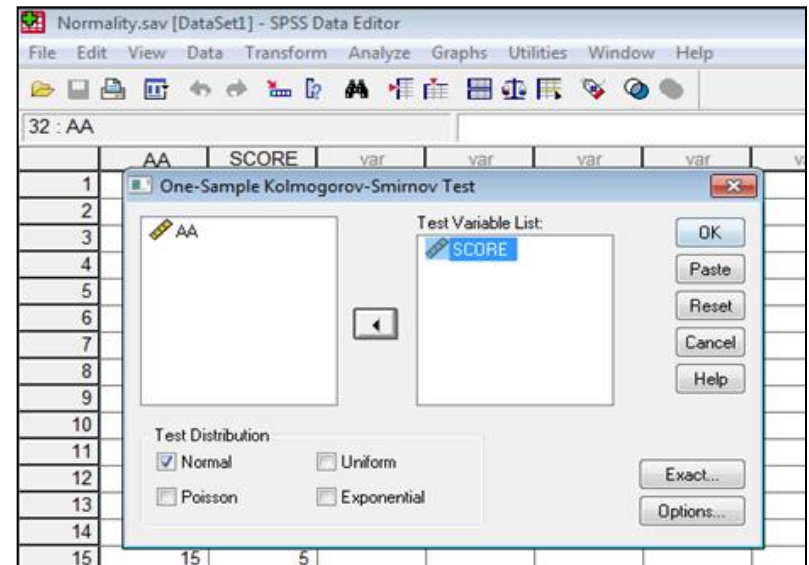 Normality.sav [DataSet1] - SPSS Data Editor
File Edit View Data Transform Analyze Graphs Utilities Window Help
32 : AA
AA SCORE var var var var
1 One-Sample Kolmogorov-Smirnov Test
2
3 AA Test Variable List: OK
4 SCORE Paste
5
6 Reset
7 Cancel
8 Help
9
10 Test Distribution
11 Normal Uniform
12 Exact...
13 Poisson Exponential Options...
14
15 15 5